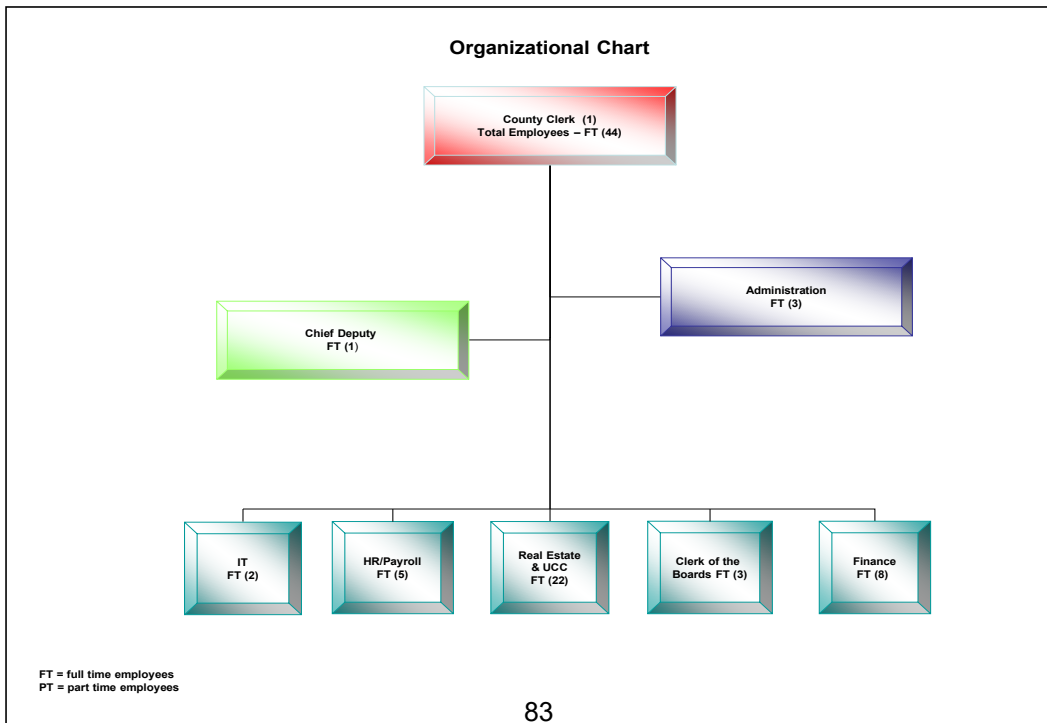 Organizational Chart
County Clerk (1)
Total Employees – FT (44)
Administration
FT (3)
Chief Deputy
FT (1)
IT
FT (2)
HR/Payroll
FT (5)
Real Estate
& UCC
FT (22)
Clerk of the
Boards FT (3)
Finance
FT (8)
FT = full time employees
PT = part time employees
83